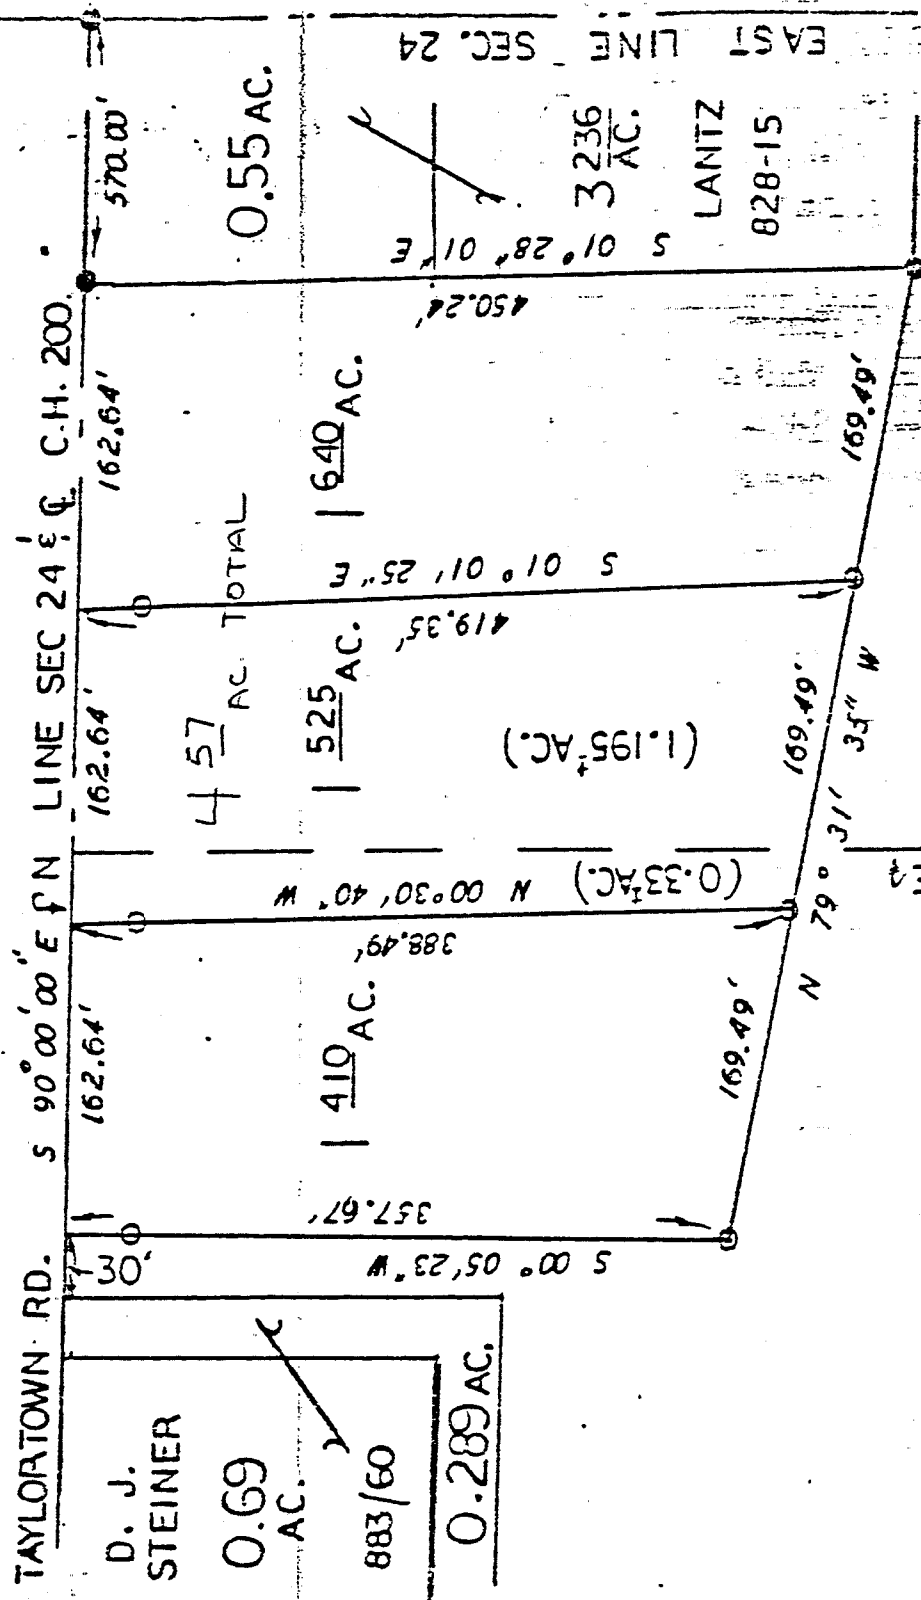 TAYLORTOWN RD. S 90° 00' 00" E N LINE SEC 24 & ℄ C.H. 200.
30'
162.64'
162.64'
162.64'
570.00'
D. J.
STEINER
0.69
AC.
883/60
0.289 AC.
S 00° 05' 23" W
357.67'
1 410 AC.
388.49'
N 00° 30' 40" W
(0.33± AC.)
4 57 AC. TOTAL
1 525 AC.
(1.195± AC.)
419.35'
S 01° 01' 25" E
1 640 AC.
450.24'
S 01° 28' 01" E
0.55 AC.
3 236
AC.
LANTZ
828-15
EAST LINE SEC. 24
169.49'
169.49'
169.49'
N 79° 31' 35" W